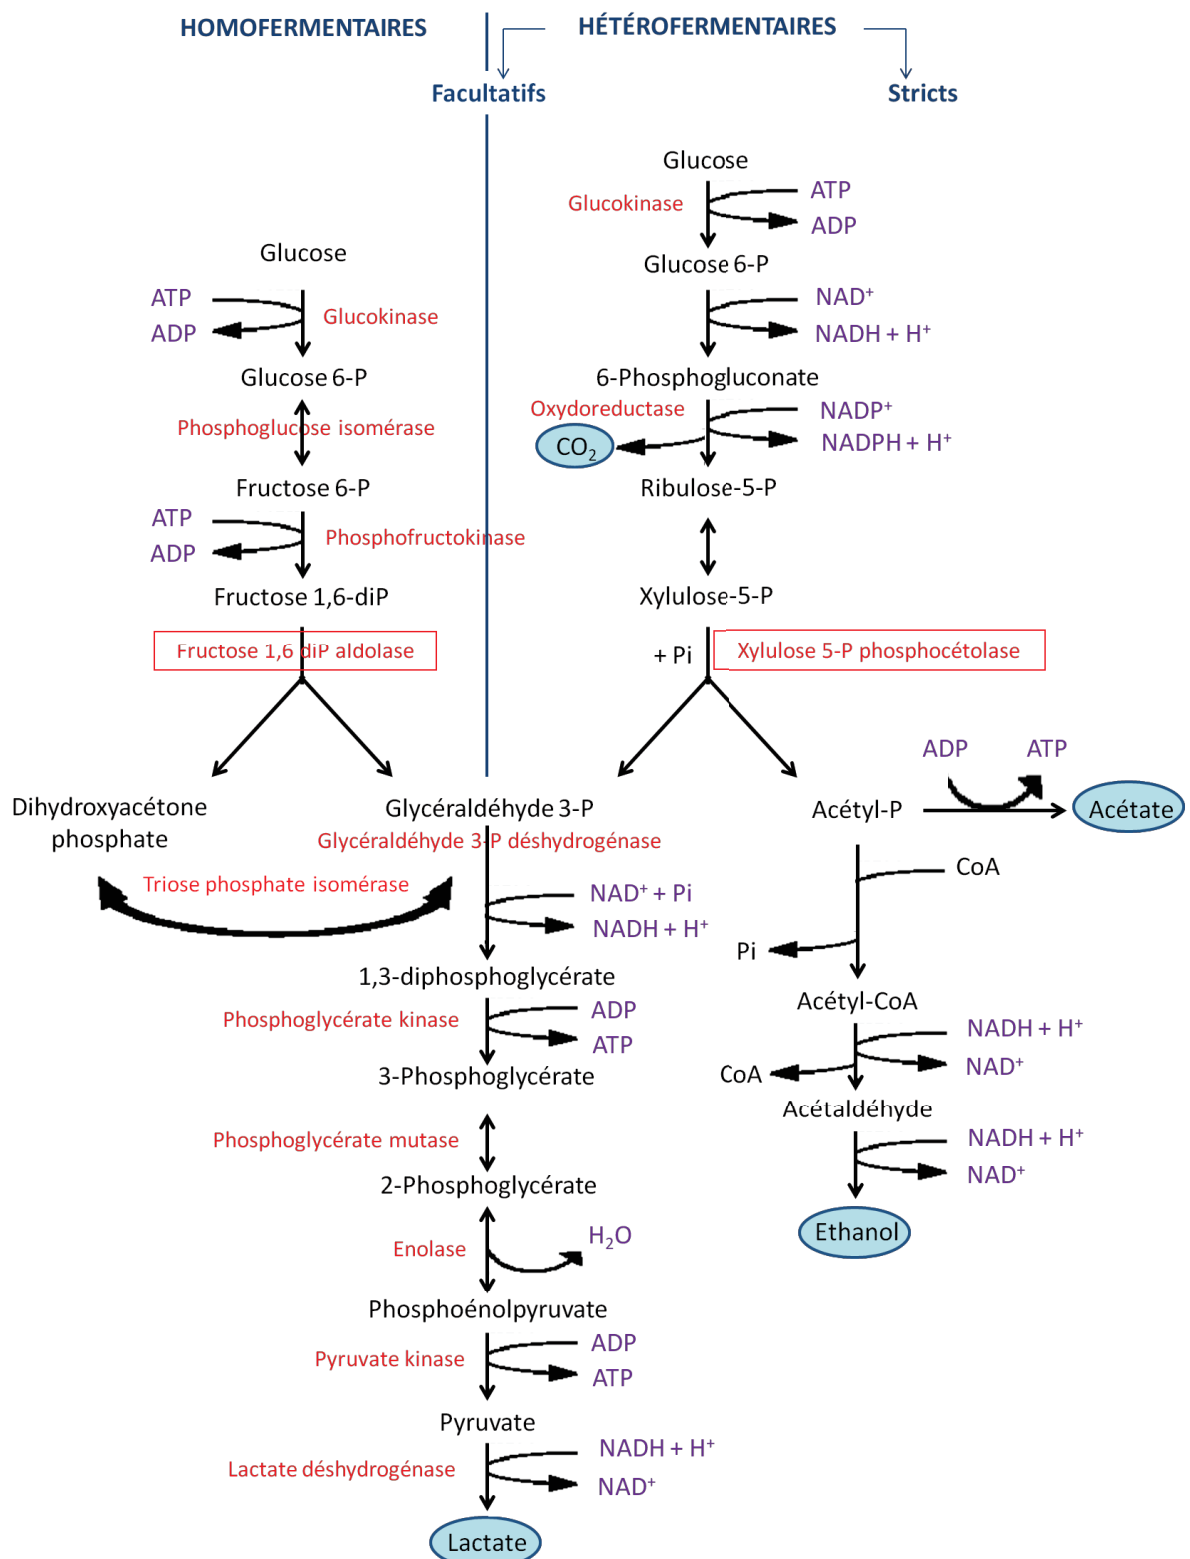 HOMOFERMENTAIRES
HÉTÉROFERMENTAIRES
Facultatifs
Stricts
Glucose
ATP
ADP
Glucokinase
Glucose 6-P
Phosphoglucose isomérase
Fructose 6-P
ATP
ADP
Phosphofructokinase
Fructose 1,6-diP
Fructose 1,6 diP aldolase
Dihydroxyacétone
phosphate
Triose phosphate isomérase
Glucose
Glucokinase
ATP
ADP
Glucose 6-P
NAD⁺
NADH + H⁺
6-Phosphogluconate
Oxydoreductase
CO₂
NADP⁺
NADPH + H⁺
Ribulose-5-P
Xylulose-5-P
+ Pi
Xylulose 5-P phosphocétolase
Glycéraldéhyde 3-P
Glycéraldéhyde 3-P déshydrogénase
NAD⁺ + Pi
NADH + H⁺
1,3-diphosphoglycérate
Phosphoglycérate kinase
ADP
ATP
3-Phosphoglycérate
Phosphoglycérate mutase
2-Phosphoglycérate
Enolase
H₂O
Phosphoénolpyruvate
Pyruvate kinase
ADP
ATP
Pyruvate
Lactate déshydrogénase
NADH + H⁺
NAD⁺
Lactate
Acétyl-P
ADP
ATP
Acétate
CoA
Pi
Acétyl-CoA
NADH + H⁺
NAD⁺
CoA
Acétaldéhyde
NADH + H⁺
NAD⁺
Ethanol